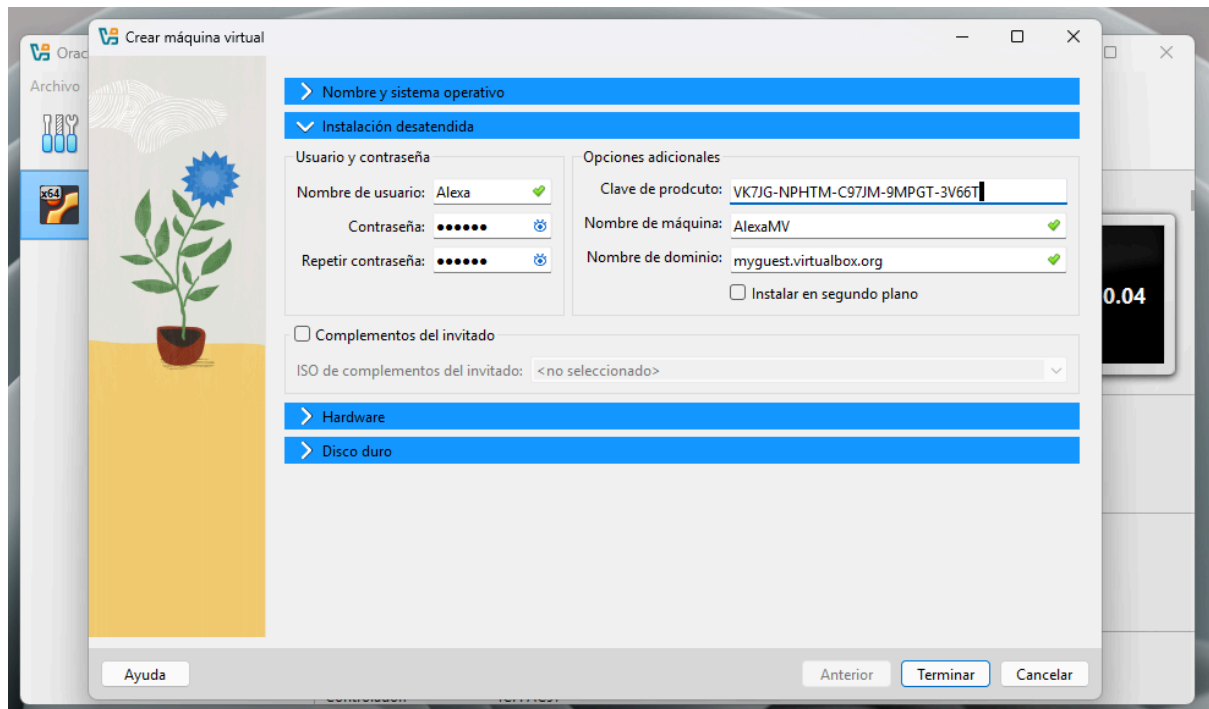 Crear máquina virtual
Orac
Archivo
x64
Nombre y sistema operativo
Instalación desatendida
Usuario y contraseña
Nombre de usuario: Alexa
Contraseña: ●●●●●●
Repetir contraseña: ●●●●●●
Opciones adicionales
Clave de prodcuto: VK7JG-NPHTM-C97JM-9MPGT-3V66T
Nombre de máquina: AlexaMV
Nombre de dominio: myguest.virtualbox.org
Instalar en segundo plano
0.04
Complementos del invitado
ISO de complementos del invitado: <no seleccionado>
Hardware
Disco duro
Ayuda
Anterior
Terminar
Cancelar